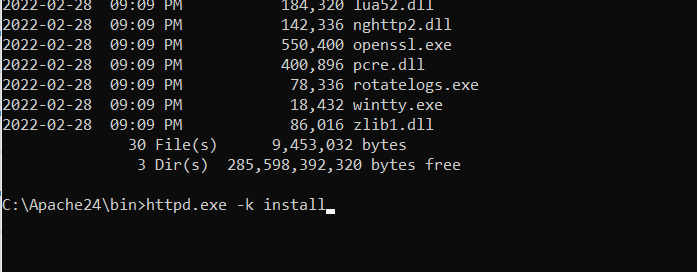 2022-02-28  09:09 PM           184,320 lua52.dll
2022-02-28  09:09 PM           142,336 nghttp2.dll
2022-02-28  09:09 PM           550,400 openssl.exe
2022-02-28  09:09 PM           400,896 pcre.dll
2022-02-28  09:09 PM            78,336 rotatelogs.exe
2022-02-28  09:09 PM            18,432 wintty.exe
2022-02-28  09:09 PM            86,016 zlib1.dll
              30 File(s)      9,453,032 bytes
               3 Dir(s)  285,598,392,320 bytes free
C:\Apache24\bin>httpd.exe -k install